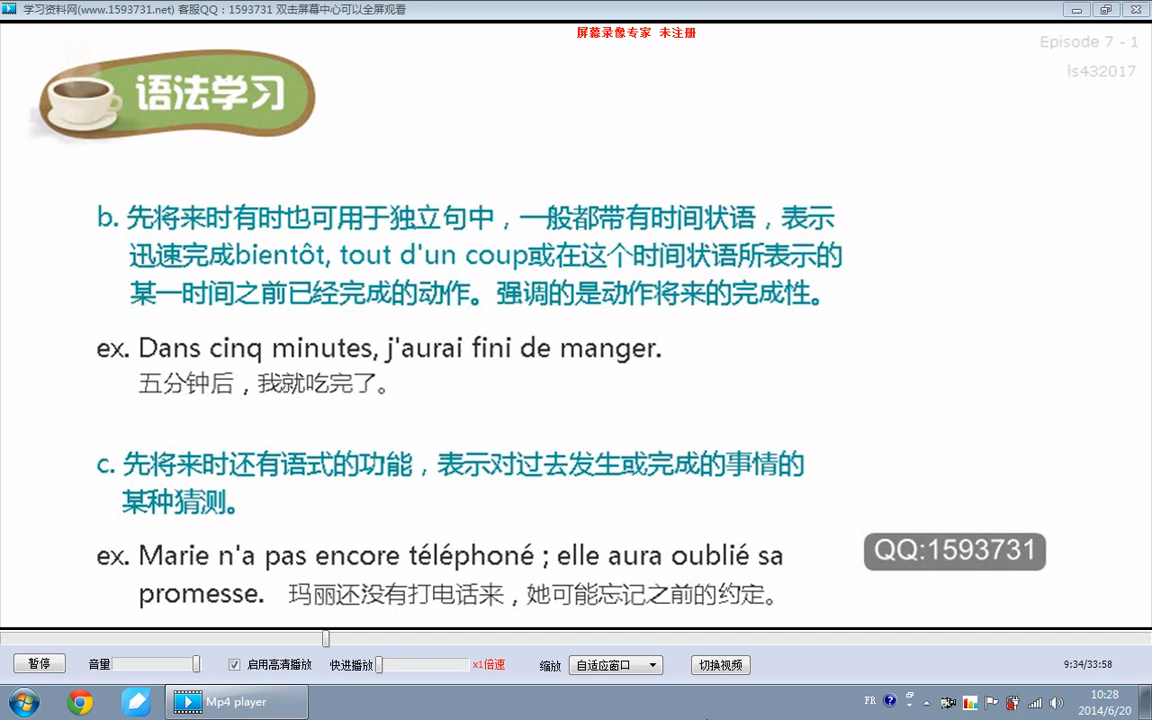 学习资料网(www.1593731.net) 客服QQ：1593731 双击屏幕中心可以全屏观看
屏幕录像专家 未注册
Episode 7 - 1
ls432017
语法学习
b. 先将来时有时也可用于独立句中，一般都带有时间状语，表示
迅速完成bientôt, tout d'un coup或在这个时间状语所表示的
某一时间之前已经完成的动作。强调的是动作将来的完成性。
ex. Dans cinq minutes, j'aurai fini de manger.
五分钟后，我就吃完了。
c. 先将来时还有语式的功能，表示对过去发生或完成的事情的
某种猜测。
ex. Marie n'a pas encore téléphoné ; elle aura oublié sa
promesse. 玛丽还没有打电话来，她可能忘记之前的约定。
QQ:1593731
暂停 音量 启用高清播放 快进播放 x1倍速 缩放 自适应窗口 切换视频 9:34/33:58
Mp4 player FR 10:28
2014/6/20